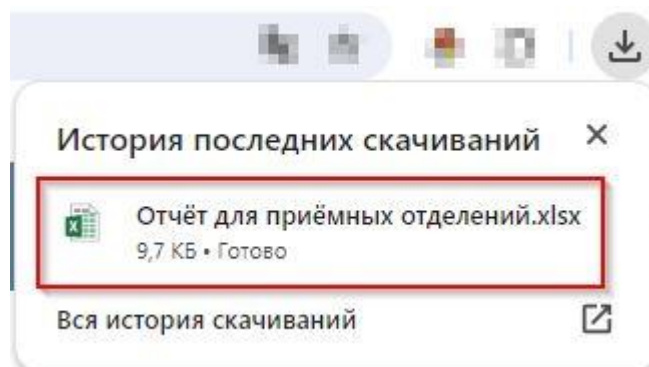 История последних скачиваний
Отчёт для приёмных отделений.xlsx
9,7 КБ • Готово
Вся история скачиваний